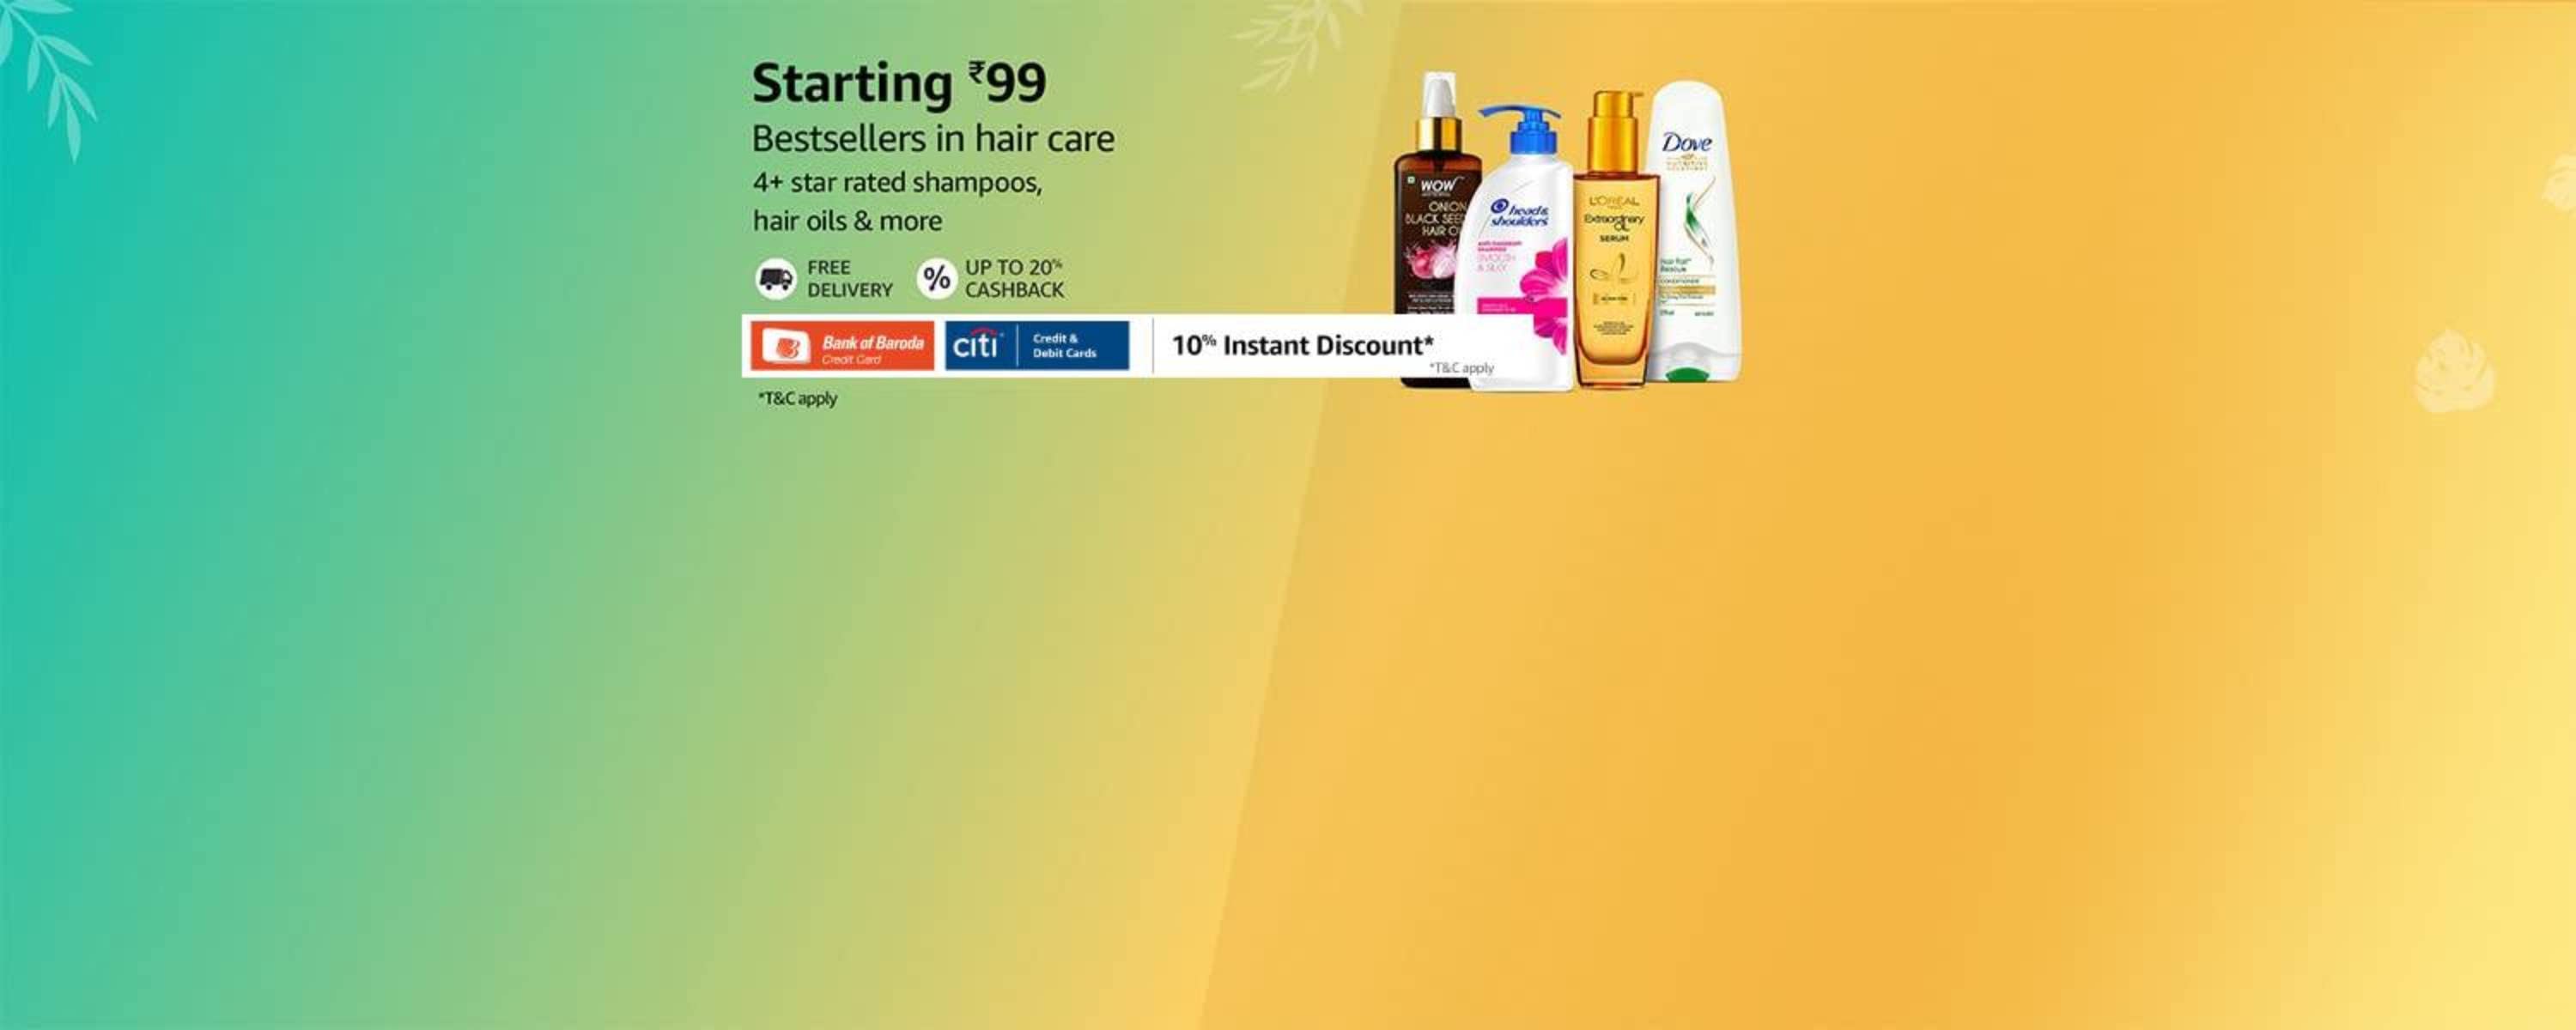 Starting ₹99
Bestsellers in hair care
4+ star rated shampoos,
hair oils & more
FREE
DELIVERY
UP TO 20%
CASHBACK
Bank of Baroda
Credit Card
citi
Credit &
Debit Cards
10% Instant Discount*
*T&C apply
*T&C apply
WOW
ONION
BLACK SEED
HAIR O
head&
shoulders
SMOOTH
& SILKY
L'ORÉAL
Extraordinary
OIL
SERUM
Dove
Hair Fall
Rescue